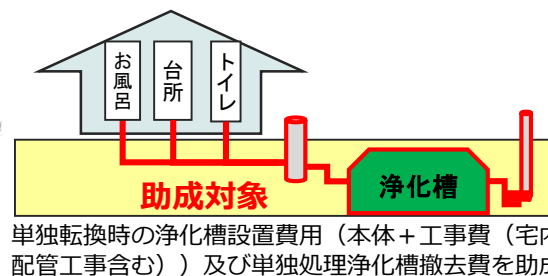 お風呂
台所
トイレ
助成対象
浄化槽
単独転換時の浄化槽設置費用（本体＋工事費（宅内
配管工事含む））及び単独処理浄化槽撤去費を助成